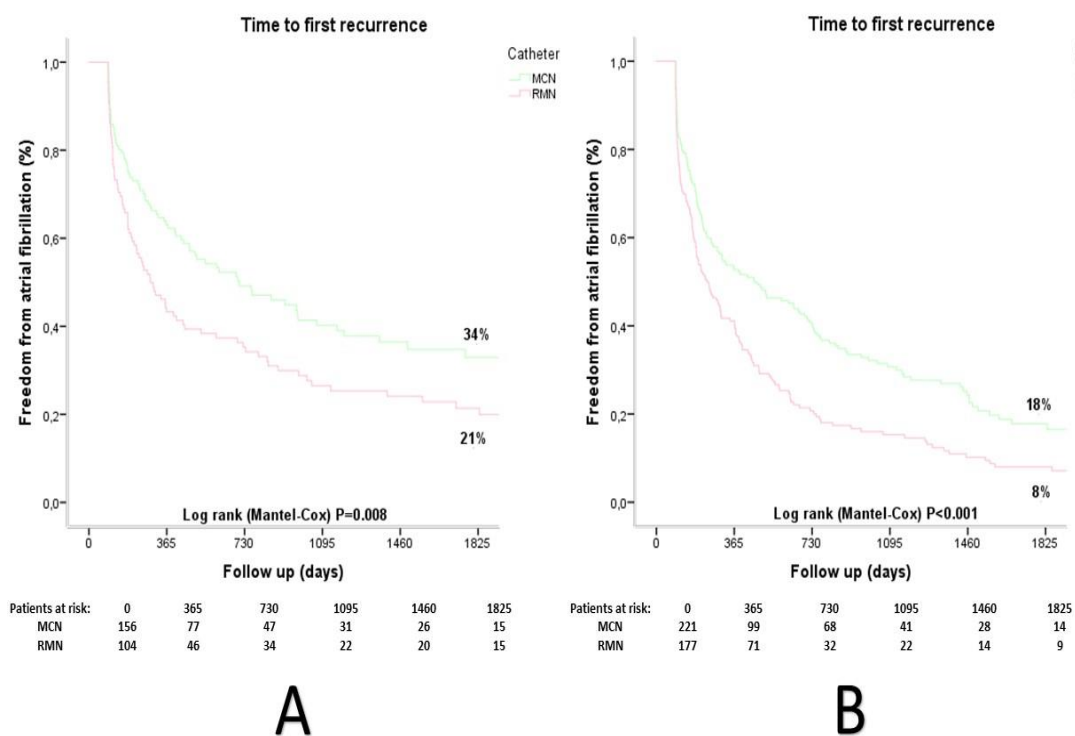 Time to first recurrence
Catheter
MCN
RMN
Freedom from atrial fibrillation (%)
1,0
0,8
0,6
0,4
0,2
0,0
34%
21%
Log rank (Mantel-Cox) P=0.008
0 365 730 1095 1460 1825
Follow up (days)
Patients at risk: 0 365 730 1095 1460 1825
MCN 156 77 47 31 26 15
RMN 104 46 34 22 20 15
A
Time to first recurrence
Freedom from atrial fibrillation (%)
1,0
0,8
0,6
0,4
0,2
0,0
18%
8%
Log rank (Mantel-Cox) P<0.001
0 365 730 1095 1460 1825
Follow up (days)
Patients at risk: 0 365 730 1095 1460 1825
MCN 221 99 68 41 28 14
RMN 177 71 32 22 14 9
B